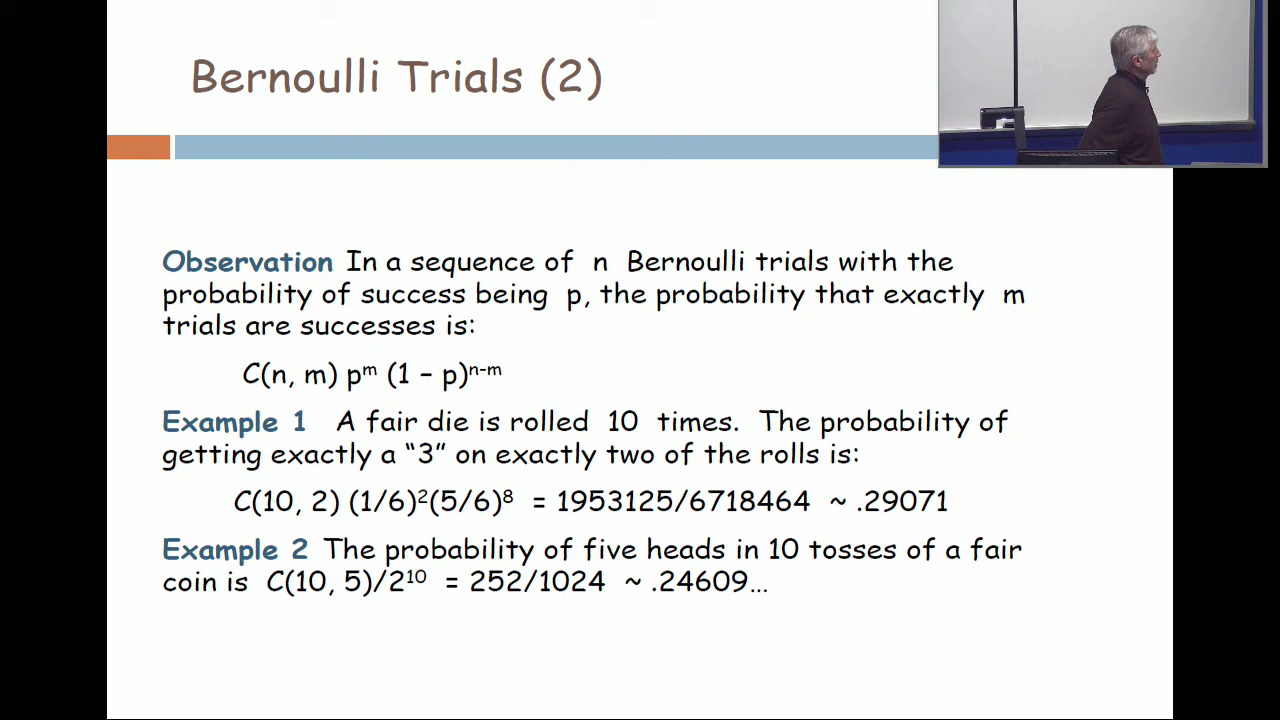 Bernoulli Trials (2)
Observation In a sequence of n Bernoulli trials with the
probability of success being p, the probability that exactly m
trials are successes is:
C(n, m) pᵐ (1 – p)ⁿ⁻ᵐ
Example 1 A fair die is rolled 10 times. The probability of
getting exactly a “3” on exactly two of the rolls is:
C(10, 2) (1/6)²(5/6)⁸ = 1953125/6718464 ~ .29071
Example 2 The probability of five heads in 10 tosses of a fair
coin is C(10, 5)/2¹⁰ = 252/1024 ~ .24609…